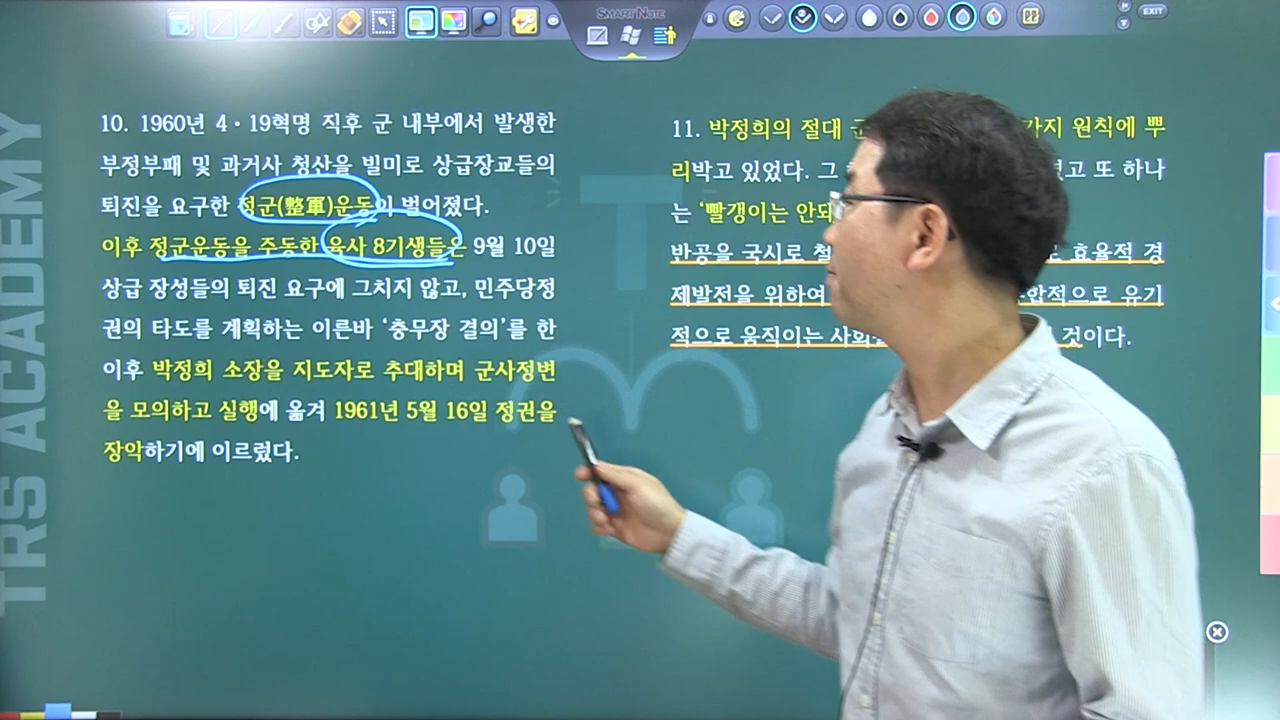 SMART NOTE
EXIT
TRS ACADEMY
10. 1960년 4·19혁명 직후 군 내부에서 발생한
부정부패 및 과거사 청산을 빌미로 상급장교들의
퇴진을 요구한 정군(整軍)운동이 벌어졌다.
이후 정군운동을 주동한 육사 8기생들은 9월 10일
상급 장성들의 퇴진 요구에 그치지 않고, 민주당정
권의 타도를 계획하는 이른바 '충무장 결의'를 한
이후 박정희 소장을 지도자로 추대하며 군사정변
을 모의하고 실행에 옮겨 1961년 5월 16일 정권을
장악하기에 이르렀다.
11. 박정희의 절대 가지 원칙에 뿌
리박고 있었다. 그 고 또 하나
는 '빨갱이는 안
반공을 국시로 철 효율적 경
제발전을 위하여 적으로 유기
적으로 움직이는 사회 것이다.